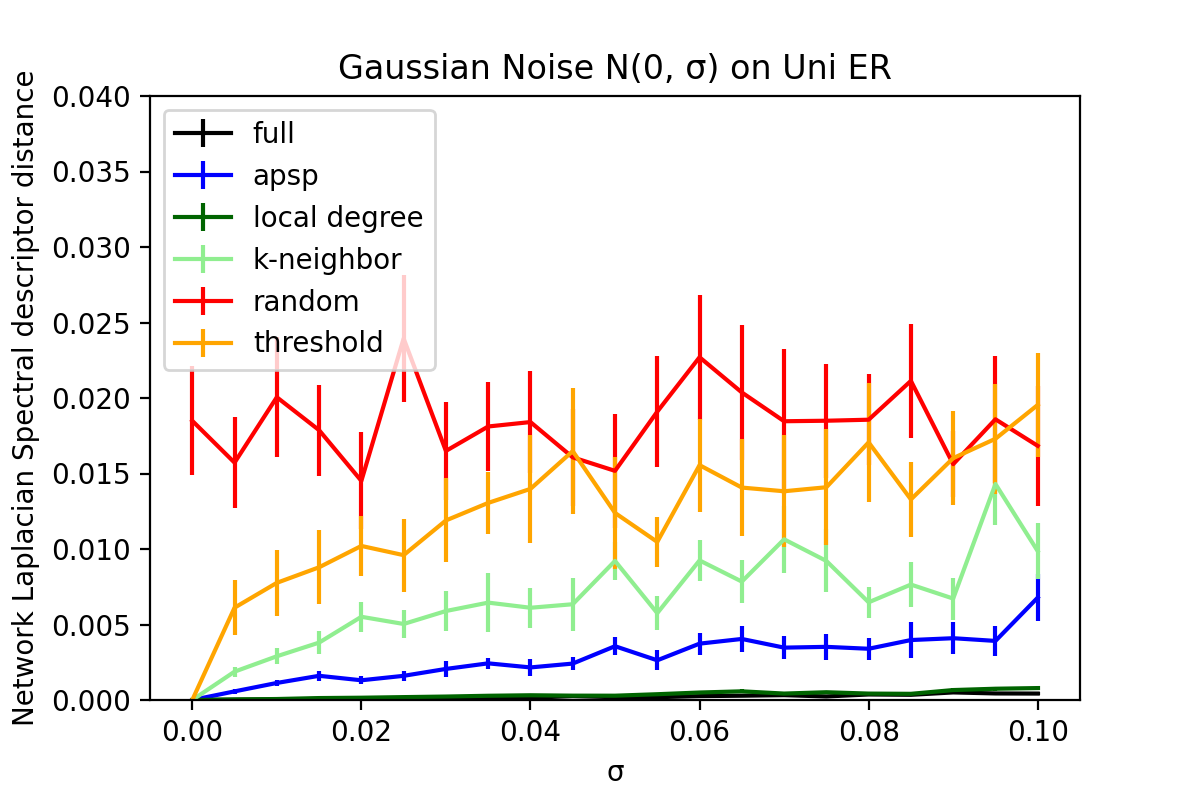 Gaussian Noise N(0, σ) on Uni ER
Network Laplacian Spectral descriptor distance
0.040
0.035
0.030
0.025
0.020
0.015
0.010
0.005
0.000
full
apsp
local degree
k-neighbor
random
threshold
0.00 0.02 0.04 0.06 0.08 0.10
σ